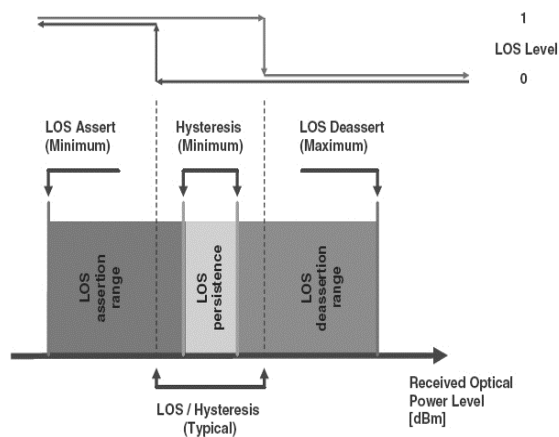 1
LOS Level
0
LOS Assert
(Minimum)
Hysteresis
(Minimum)
LOS Deassert
(Maximum)
LOS
assertion
range
LOS
persistence
LOS
deassertion
range
LOS / Hysteresis
(Typical)
Received Optical
Power Level
[dBm]